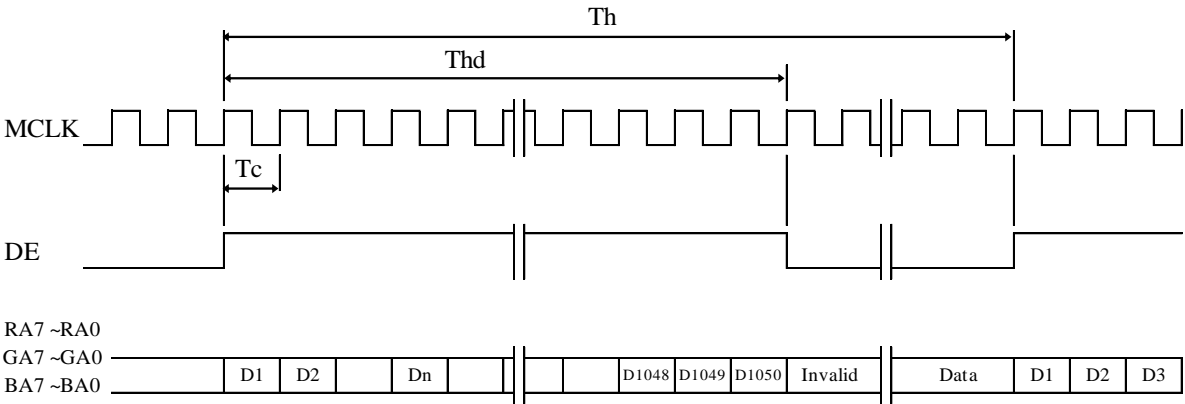 Th
Thd
MCLK
Tc
DE
RA7 ~RA0
GA7 ~GA0
BA7 ~BA0
D1 D2 Dn D1048 D1049 D1050 Invalid Data D1 D2 D3